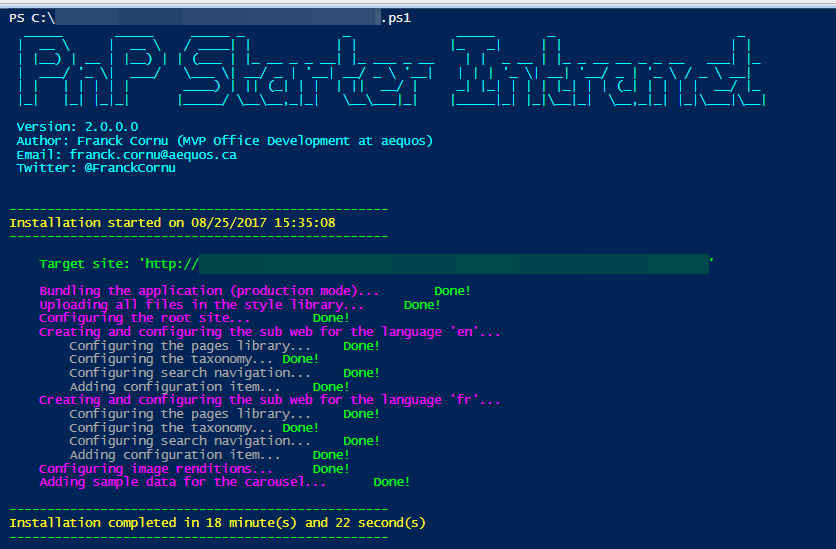 PS C:\ .ps1
PnP Starter Intranet
Version: 2.0.0.0
Author: Franck Cornu (MVP Office Development at aequos)
Email: franck.cornu@aequos.ca
Twitter: @FranckCornu
--------------------------------------------------
Installation started on 08/25/2017 15:35:08
--------------------------------------------------
Target site: 'http:// '
Bundling the application (production mode)... Done!
Uploading all files in the style library... Done!
Configuring the root site... Done!
Creating and configuring the sub web for the language 'en'...
Configuring the pages library... Done!
Configuring the taxonomy... Done!
Configuring search navigation... Done!
Adding configuration item... Done!
Creating and configuring the sub web for the language 'fr'...
Configuring the pages library... Done!
Configuring the taxonomy... Done!
Configuring search navigation... Done!
Adding configuration item... Done!
Configuring image renditions... Done!
Adding sample data for the carousel... Done!
--------------------------------------------------
Installation completed in 18 minute(s) and 22 second(s)
--------------------------------------------------